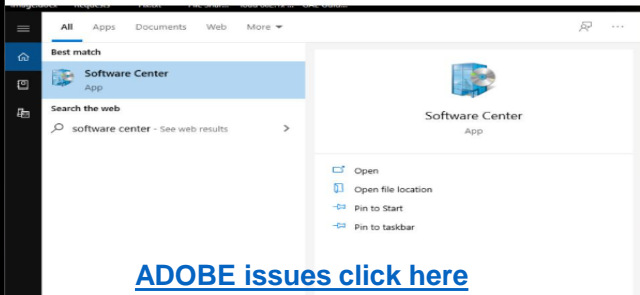 All Apps Documents Web More
Best match
Software Center
App
Search the web
software center - See web results
Software Center
App
Open
Open file location
Pin to Start
Pin to taskbar
ADOBE issues click here